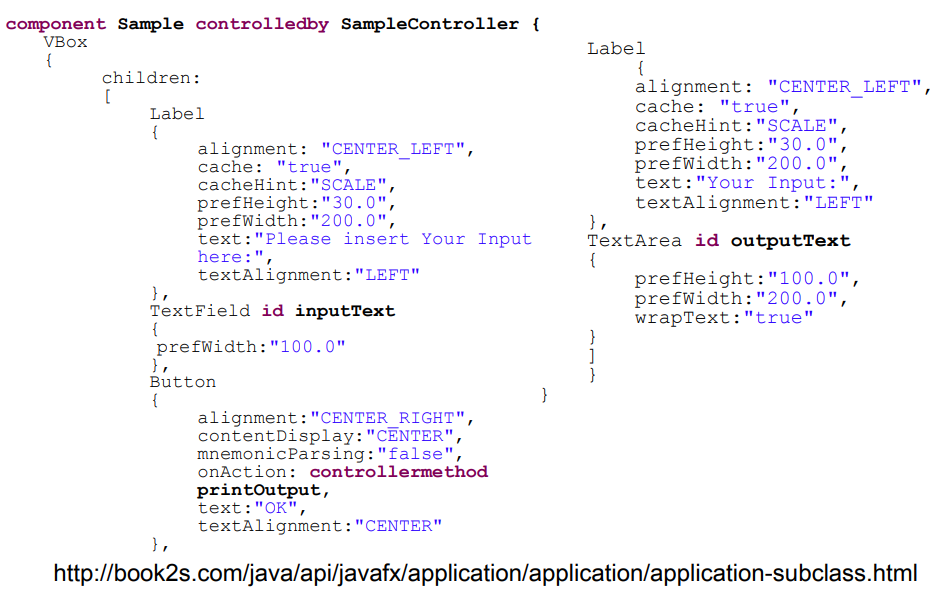 component Sample controlledby SampleController {
VBox
{
children:
[
Label
{
alignment: "CENTER_LEFT",
cache: "true",
cacheHint:"SCALE",
prefHeight:"30.0",
prefWidth:"200.0",
text:"Please insert Your Input
here:",
textAlignment:"LEFT"
},
TextField id inputText
{
prefWidth:"100.0"
},
Button
{
alignment:"CENTER_RIGHT",
contentDisplay:"CENTER",
mnemonicParsing:"false",
onAction: controllermethod
printOutput,
text:"OK",
textAlignment:"CENTER"
},
Label
{
alignment: "CENTER_LEFT",
cache: "true",
cacheHint:"SCALE",
prefHeight:"30.0",
prefWidth:"200.0",
text:"Your Input:",
textAlignment:"LEFT"
},
TextArea id outputText
{
prefHeight:"100.0",
prefWidth:"200.0",
wrapText:"true"
}
]
}
}
http://book2s.com/java/api/javafx/application/application/application-subclass.html